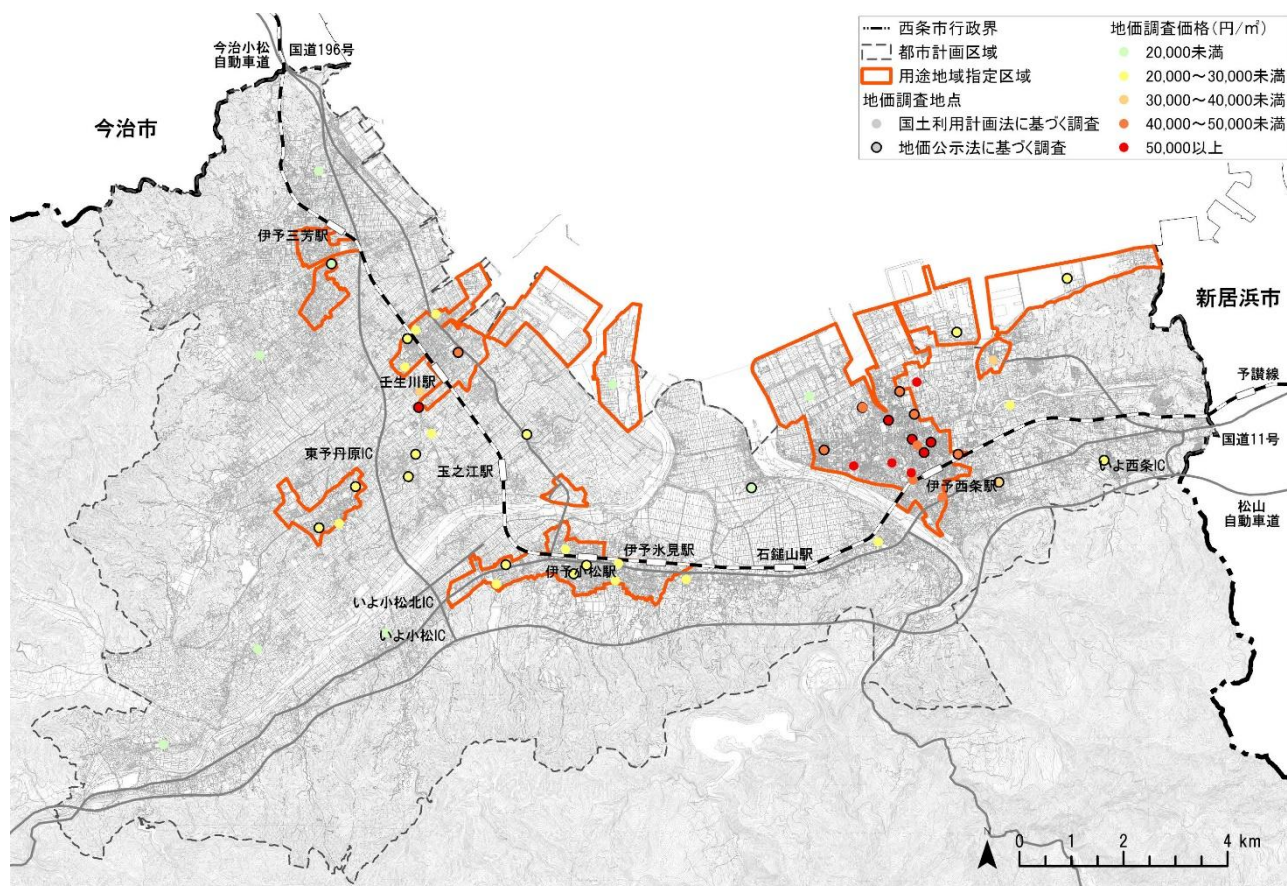 今治小松
自動車道
国道196号
今治市
西条市行政界
都市計画区域
用途地域指定区域
地価調査地点
国土利用計画法に基づく調査
地価公示法に基づく調査
地価調査価格(円/㎡)
20,000未満
20,000～30,000未満
30,000～40,000未満
40,000～50,000未満
50,000以上
伊予三芳駅
新居浜市
壬生川駅
予讃線
国道11号
東予丹原IC
玉之江駅
いよ西条IC
伊予西条駅
松山
自動車道
伊予氷見駅
石鎚山駅
伊予小松駅
いよ小松北IC
いよ小松IC
0 1 2 4 km